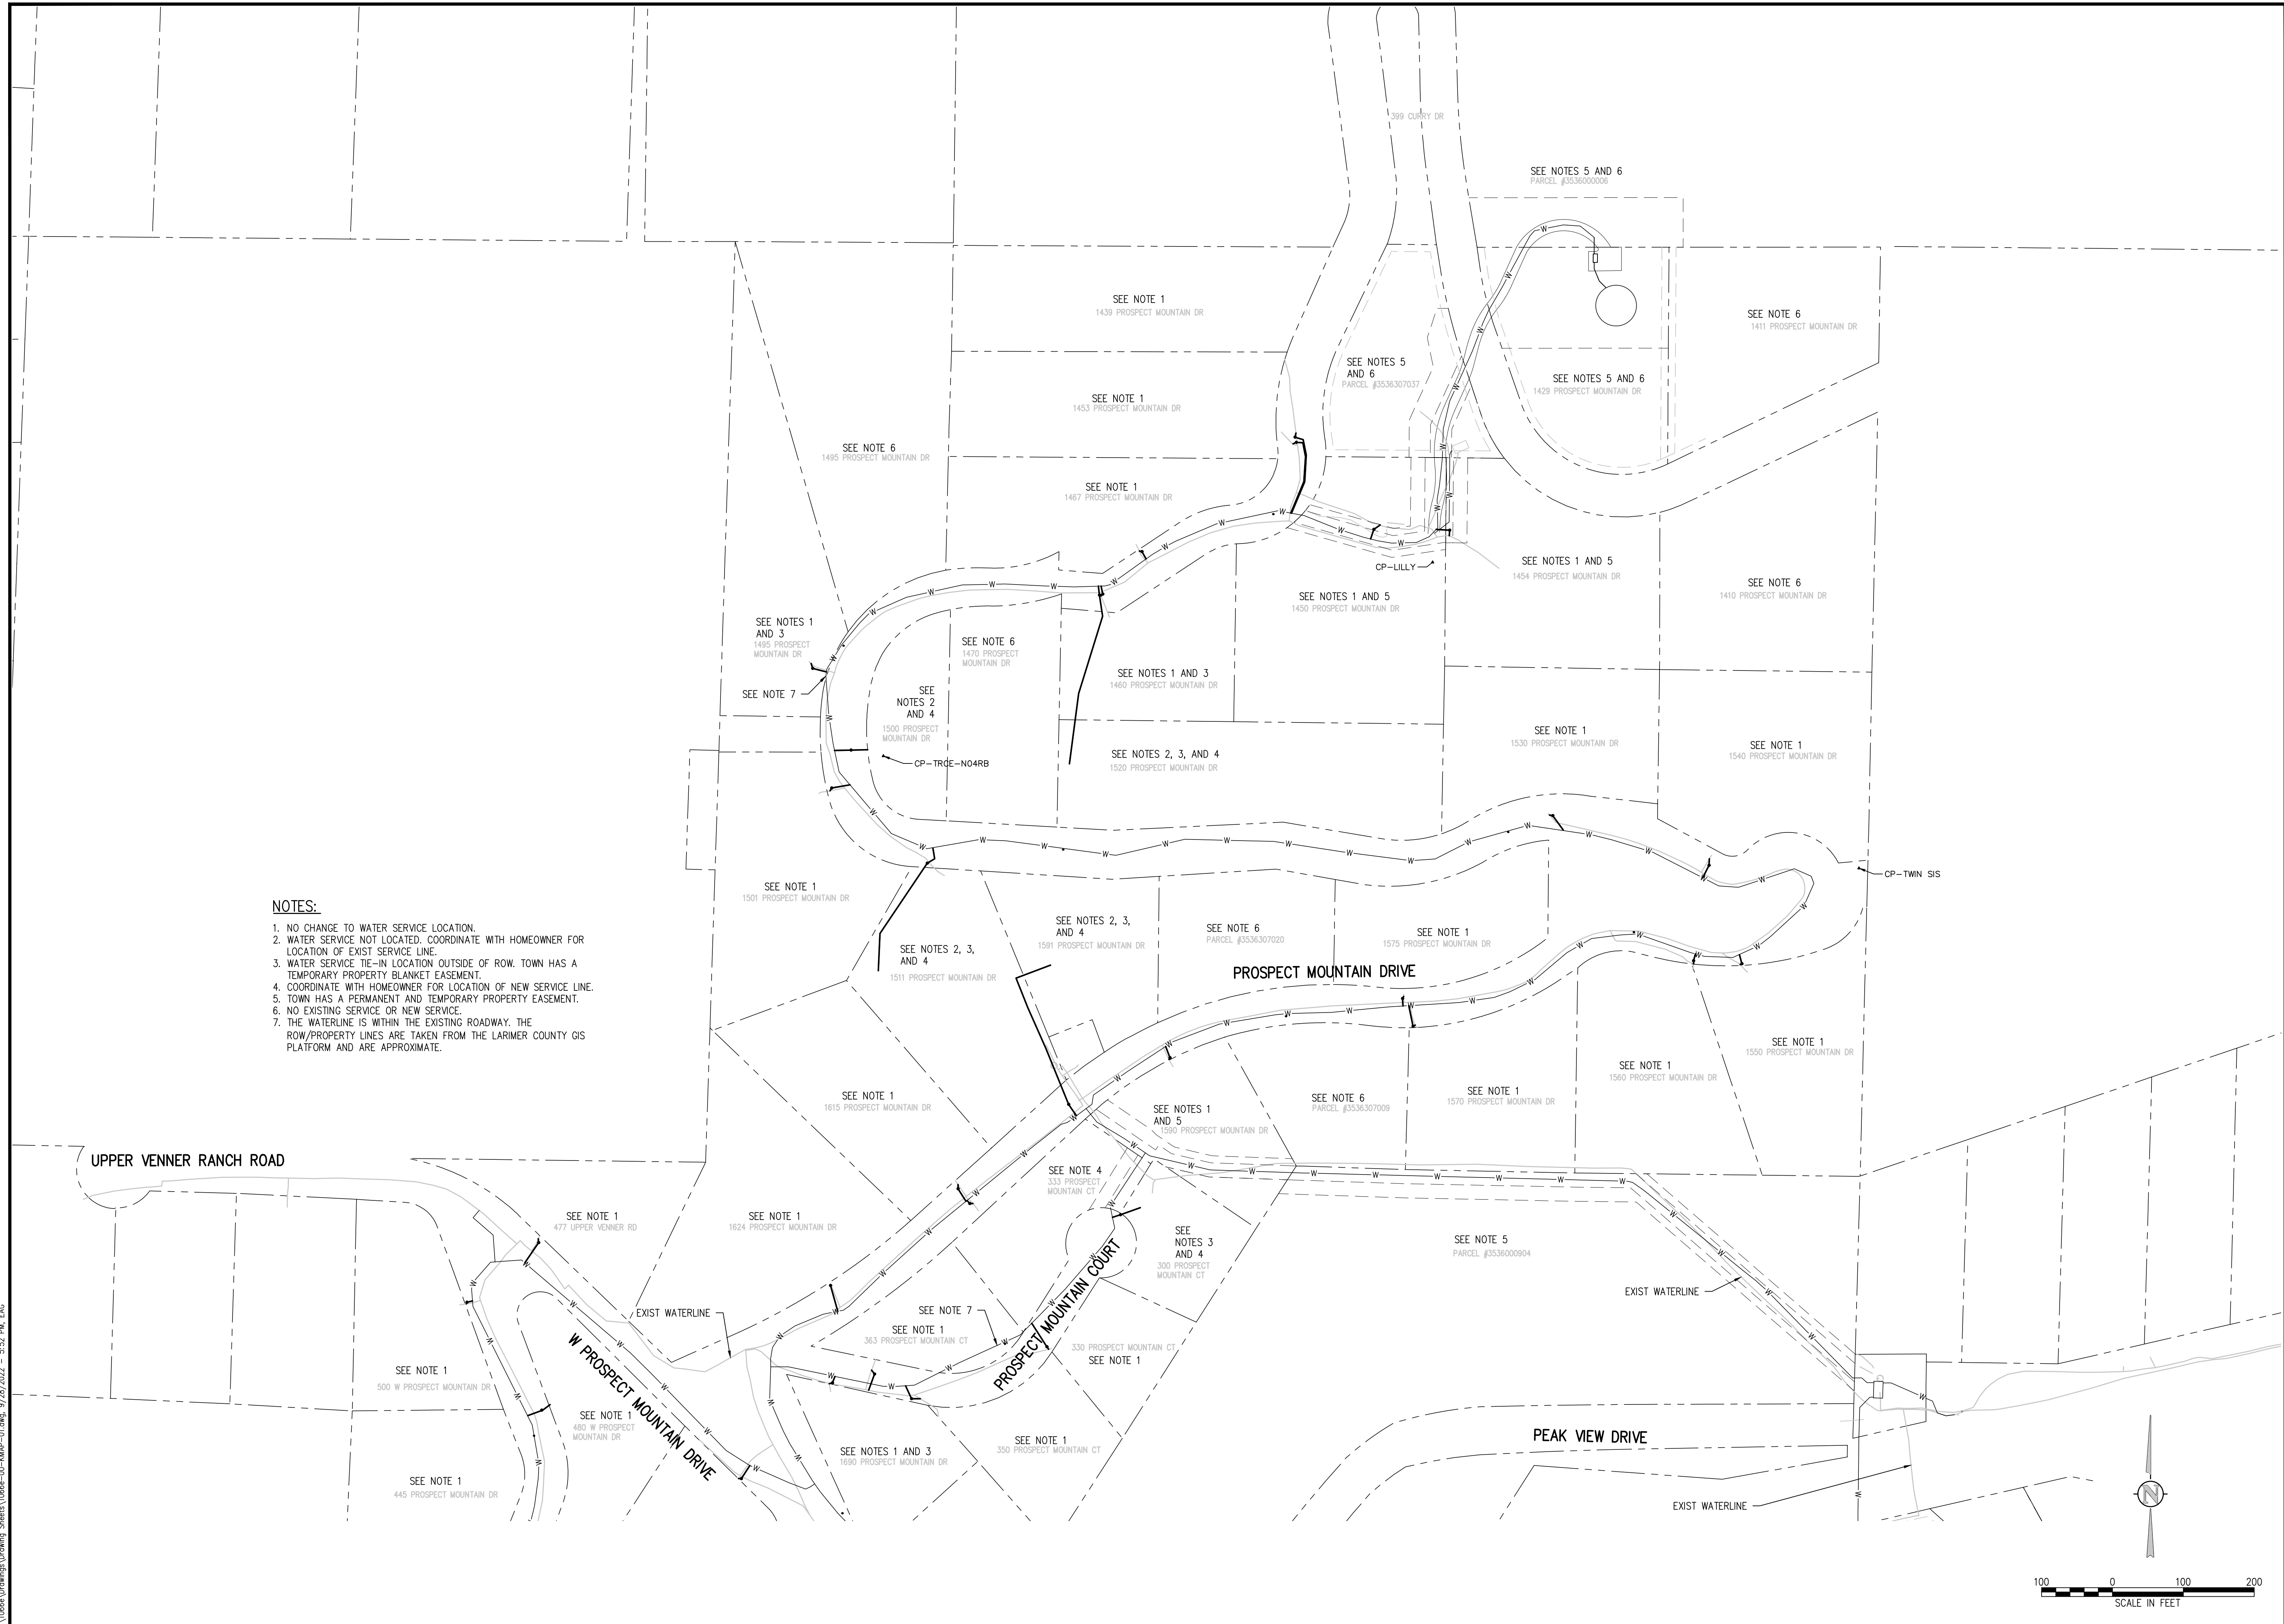 399 CURRY DR
SEE NOTES 5 AND 6
PARCEL #3536000006
SEE NOTE 1
1439 PROSPECT MOUNTAIN DR
SEE NOTE 6
1411 PROSPECT MOUNTAIN DR
SEE NOTES 5
AND 6
PARCEL #3536307037
SEE NOTES 5 AND 6
1429 PROSPECT MOUNTAIN DR
SEE NOTE 1
1453 PROSPECT MOUNTAIN DR
SEE NOTE 6
1495 PROSPECT MOUNTAIN DR
SEE NOTE 1
1467 PROSPECT MOUNTAIN DR
CP-LILLY
SEE NOTES 1 AND 5
1454 PROSPECT MOUNTAIN DR
SEE NOTE 6
1410 PROSPECT MOUNTAIN DR
SEE NOTES 1 AND 5
1450 PROSPECT MOUNTAIN DR
SEE NOTES 1
AND 3
1495 PROSPECT
MOUNTAIN DR
SEE NOTE 6
1470 PROSPECT
MOUNTAIN DR
SEE NOTES 1 AND 3
1460 PROSPECT MOUNTAIN DR
SEE NOTE 7
SEE
NOTES 2
AND 4
1500 PROSPECT
MOUNTAIN DR
CP-TRCE-N04RB
SEE NOTES 2, 3, AND 4
1520 PROSPECT MOUNTAIN DR
SEE NOTE 1
1530 PROSPECT MOUNTAIN DR
SEE NOTE 1
1540 PROSPECT MOUNTAIN DR
CP-TWIN SIS
SEE NOTE 1
1501 PROSPECT MOUNTAIN DR
NOTES:
1. NO CHANGE TO WATER SERVICE LOCATION.
2. WATER SERVICE NOT LOCATED. COORDINATE WITH HOMEOWNER FOR
LOCATION OF EXIST SERVICE LINE.
3. WATER SERVICE TIE-IN LOCATION OUTSIDE OF ROW. TOWN HAS A
TEMPORARY PROPERTY BLANKET EASEMENT.
4. COORDINATE WITH HOMEOWNER FOR LOCATION OF NEW SERVICE LINE.
5. TOWN HAS A PERMANENT AND TEMPORARY PROPERTY EASEMENT.
6. NO EXISTING SERVICE OR NEW SERVICE.
7. THE WATERLINE IS WITHIN THE EXISTING ROADWAY. THE
ROW/PROPERTY LINES ARE TAKEN FROM THE LARIMER COUNTY GIS
PLATFORM AND ARE APPROXIMATE.
SEE NOTES 2, 3,
AND 4
1511 PROSPECT MOUNTAIN DR
SEE NOTES 2, 3,
AND 4
1591 PROSPECT MOUNTAIN DR
SEE NOTE 6
PARCEL #3536307020
SEE NOTE 1
1575 PROSPECT MOUNTAIN DR
PROSPECT MOUNTAIN DRIVE
SEE NOTE 1
1550 PROSPECT MOUNTAIN DR
SEE NOTE 1
1560 PROSPECT MOUNTAIN DR
SEE NOTE 1
1570 PROSPECT MOUNTAIN DR
SEE NOTE 6
PARCEL #3536307009
SEE NOTES 1
AND 5
1590 PROSPECT MOUNTAIN DR
SEE NOTE 1
1615 PROSPECT MOUNTAIN DR
UPPER VENNER RANCH ROAD
SEE NOTE 4
333 PROSPECT
MOUNTAIN CT
SEE NOTE 1
477 UPPER VENNER RD
SEE NOTE 1
1624 PROSPECT MOUNTAIN DR
SEE
NOTES 3
AND 4
300 PROSPECT
MOUNTAIN CT
SEE NOTE 5
PARCEL #3536000904
EXIST WATERLINE
EXIST WATERLINE
SEE NOTE 7
SEE NOTE 1
363 PROSPECT MOUNTAIN CT
PROSPECT MOUNTAIN COURT
330 PROSPECT MOUNTAIN CT
SEE NOTE 1
W PROSPECT MOUNTAIN DRIVE
SEE NOTE 1
500 W PROSPECT MOUNTAIN DR
SEE NOTE 1
480 W PROSPECT
MOUNTAIN DR
SEE NOTES 1 AND 3
1690 PROSPECT MOUNTAIN DR
SEE NOTE 1
350 PROSPECT MOUNTAIN CT
PEAK VIEW DRIVE
SEE NOTE 1
445 PROSPECT MOUNTAIN DR
EXIST WATERLINE
N
100 0 100 200
SCALE IN FEET